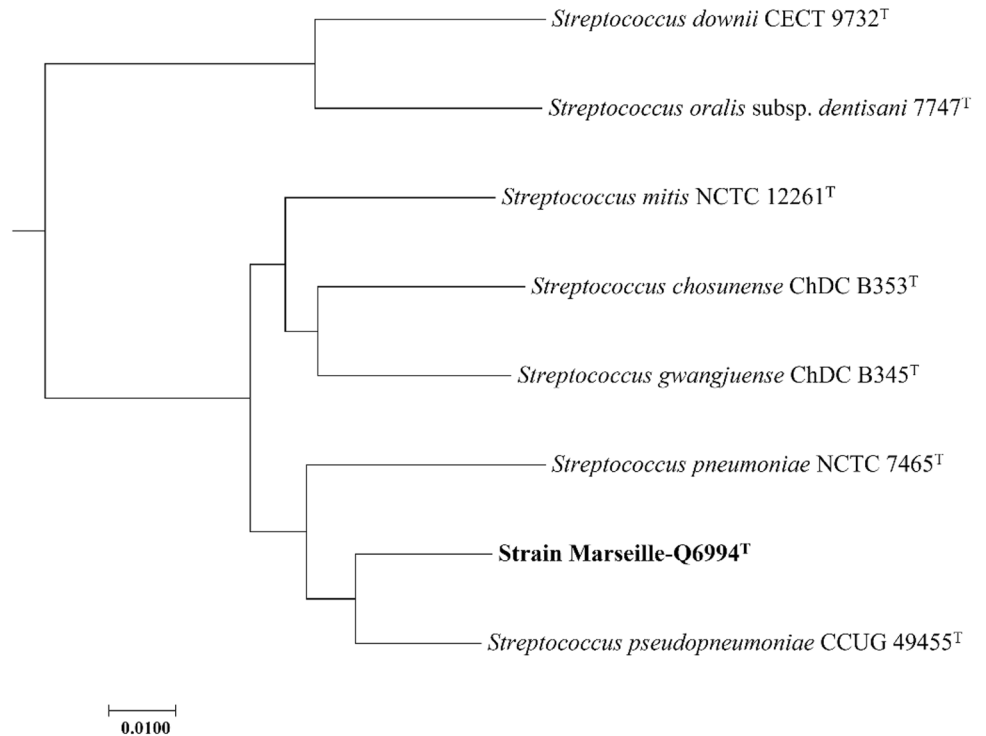 Streptococcus downii CECT 9732ᵀ
Streptococcus oralis subsp. dentisani 7747ᵀ
Streptococcus mitis NCTC 12261ᵀ
Streptococcus chosunense ChDC B353ᵀ
Streptococcus gwangjuense ChDC B345ᵀ
Streptococcus pneumoniae NCTC 7465ᵀ
Strain Marseille-Q6994ᵀ
Streptococcus pseudopneumoniae CCUG 49455ᵀ
0.0100